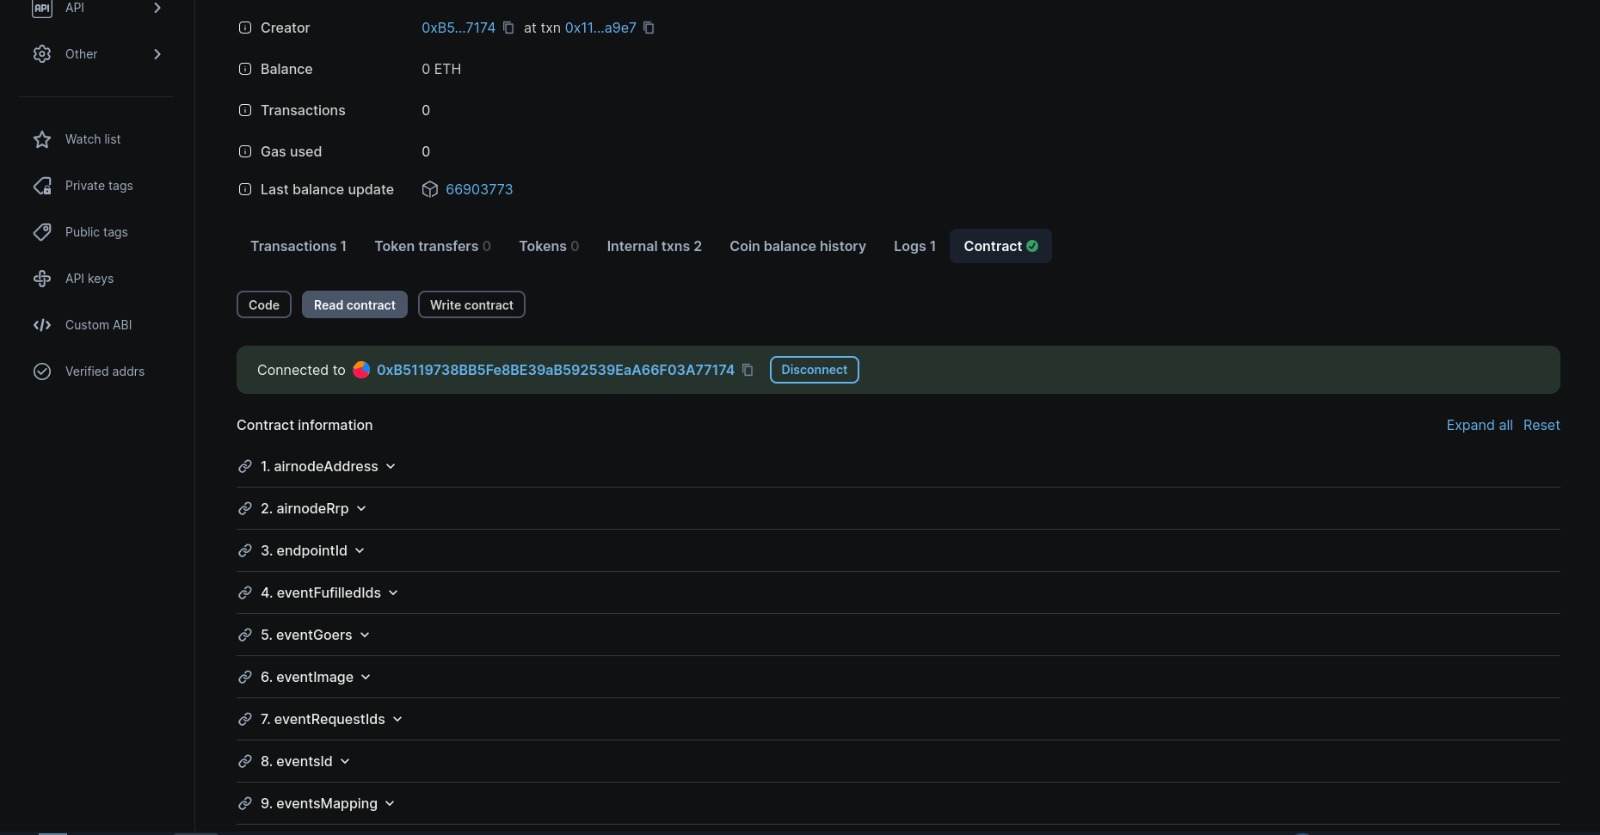 API
Other
Watch list
Private tags
Public tags
API keys
Custom ABI
Verified addrs
Creator 0xB5...7174 at txn 0x11...a9e7
Balance 0 ETH
Transactions 0
Gas used 0
Last balance update 66903773
Transactions 1 Token transfers 0 Tokens 0 Internal txns 2 Coin balance history Logs 1 Contract
Code Read contract Write contract
Connected to 0xB5119738BB5Fe8BE39aB592539EaA66F03A77174 Disconnect
Contract information Expand all Reset
1. airnodeAddress
2. airnodeRrp
3. endpointId
4. eventFufilledIds
5. eventGoers
6. eventImage
7. eventRequestIds
8. eventsId
9. eventsMapping